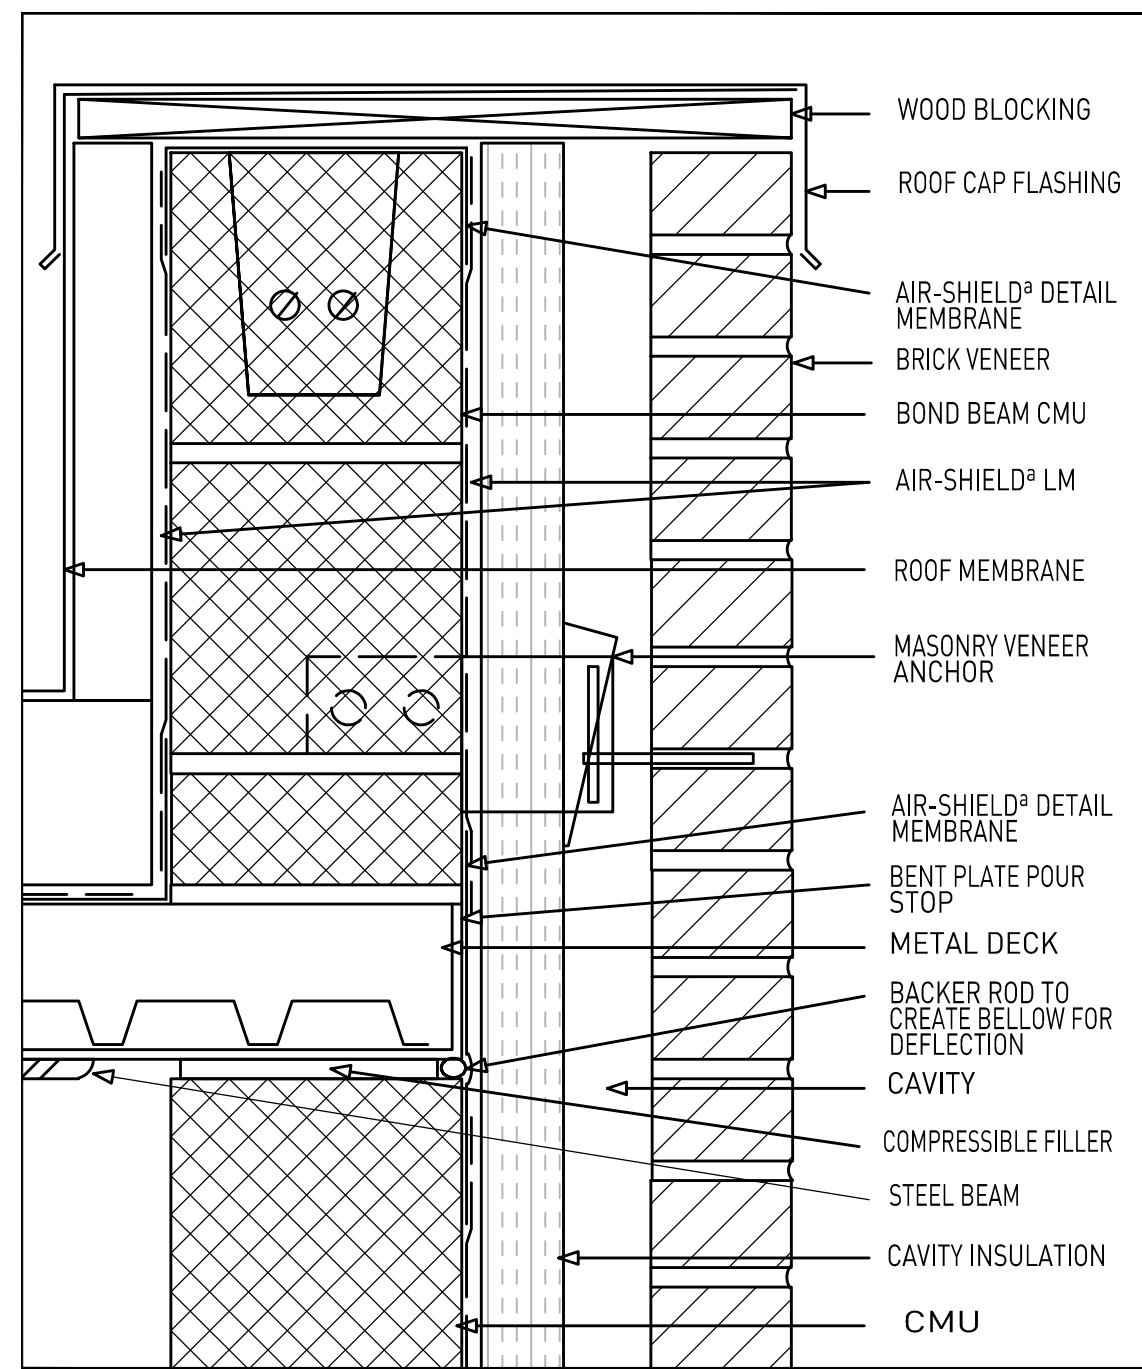 WOOD BLOCKING
ROOF CAP FLASHING
AIR-SHIELDª DETAIL
MEMBRANE
BRICK VENEER
BOND BEAM CMU
AIR-SHIELDª LM
ROOF MEMBRANE
MASONRY VENEER
ANCHOR
AIR-SHIELDª DETAIL
MEMBRANE
BENT PLATE POUR
STOP
METAL DECK
BACKER ROD TO
CREATE BELLOW FOR
DEFLECTION
CAVITY
COMPRESSIBLE FILLER
STEEL BEAM
CAVITY INSULATION
CMU